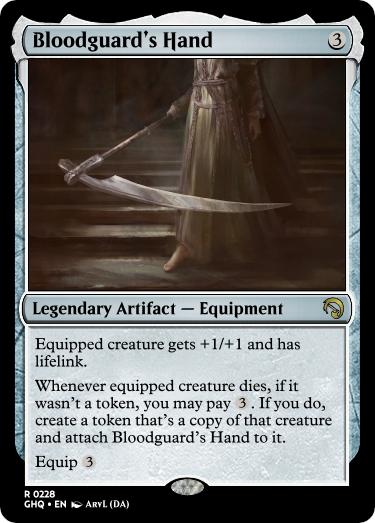 Bloodguard's Hand 3
Legendary Artifact — Equipment
Equipped creature gets +1/+1 and has
lifelink.
Whenever equipped creature dies, if it
wasn't a token, you may pay 3 . If you do,
create a token that's a copy of that creature
and attach Bloodguard's Hand to it.
Equip 3
R 0228
GHQ • EN AryL (DA)